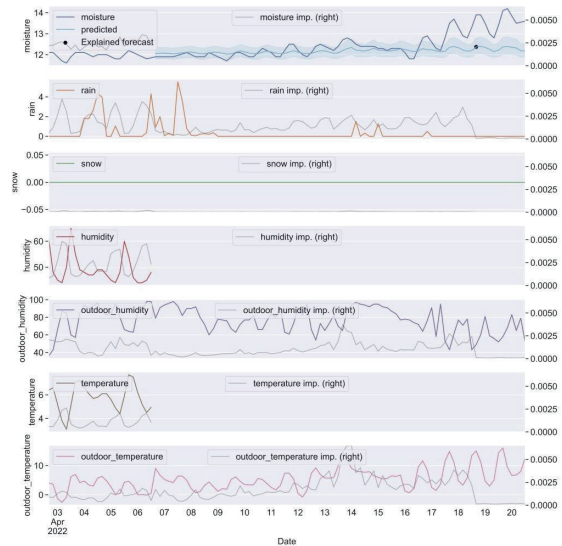 14
13
12
moisture
moisture
predicted
Explained forecast
moisture imp. (right)
0.0050
0.0025
0.0000
4
2
0
rain
rain
rain imp. (right)
0.0050
0.0025
0.0000
0.05
0.00
−0.05
snow
snow
snow imp. (right)
0.0050
0.0025
0.0000
60
50
humidity
humidity
humidity imp. (right)
0.0050
0.0025
0.0000
100
80
60
40
outdoor_humidity
outdoor_humidity
outdoor_humidity imp. (right)
0.0050
0.0025
0.0000
6
4
temperature
temperature
temperature imp. (right)
0.0050
0.0025
0.0000
10
0
outdoor_temperature
outdoor_temperature
outdoor_temperature imp. (right)
0.0050
0.0025
0.0000
03 04 05 06 07 08 09 10 11 12 13 14 15 16 17 18 19 20
Apr
2022
Date